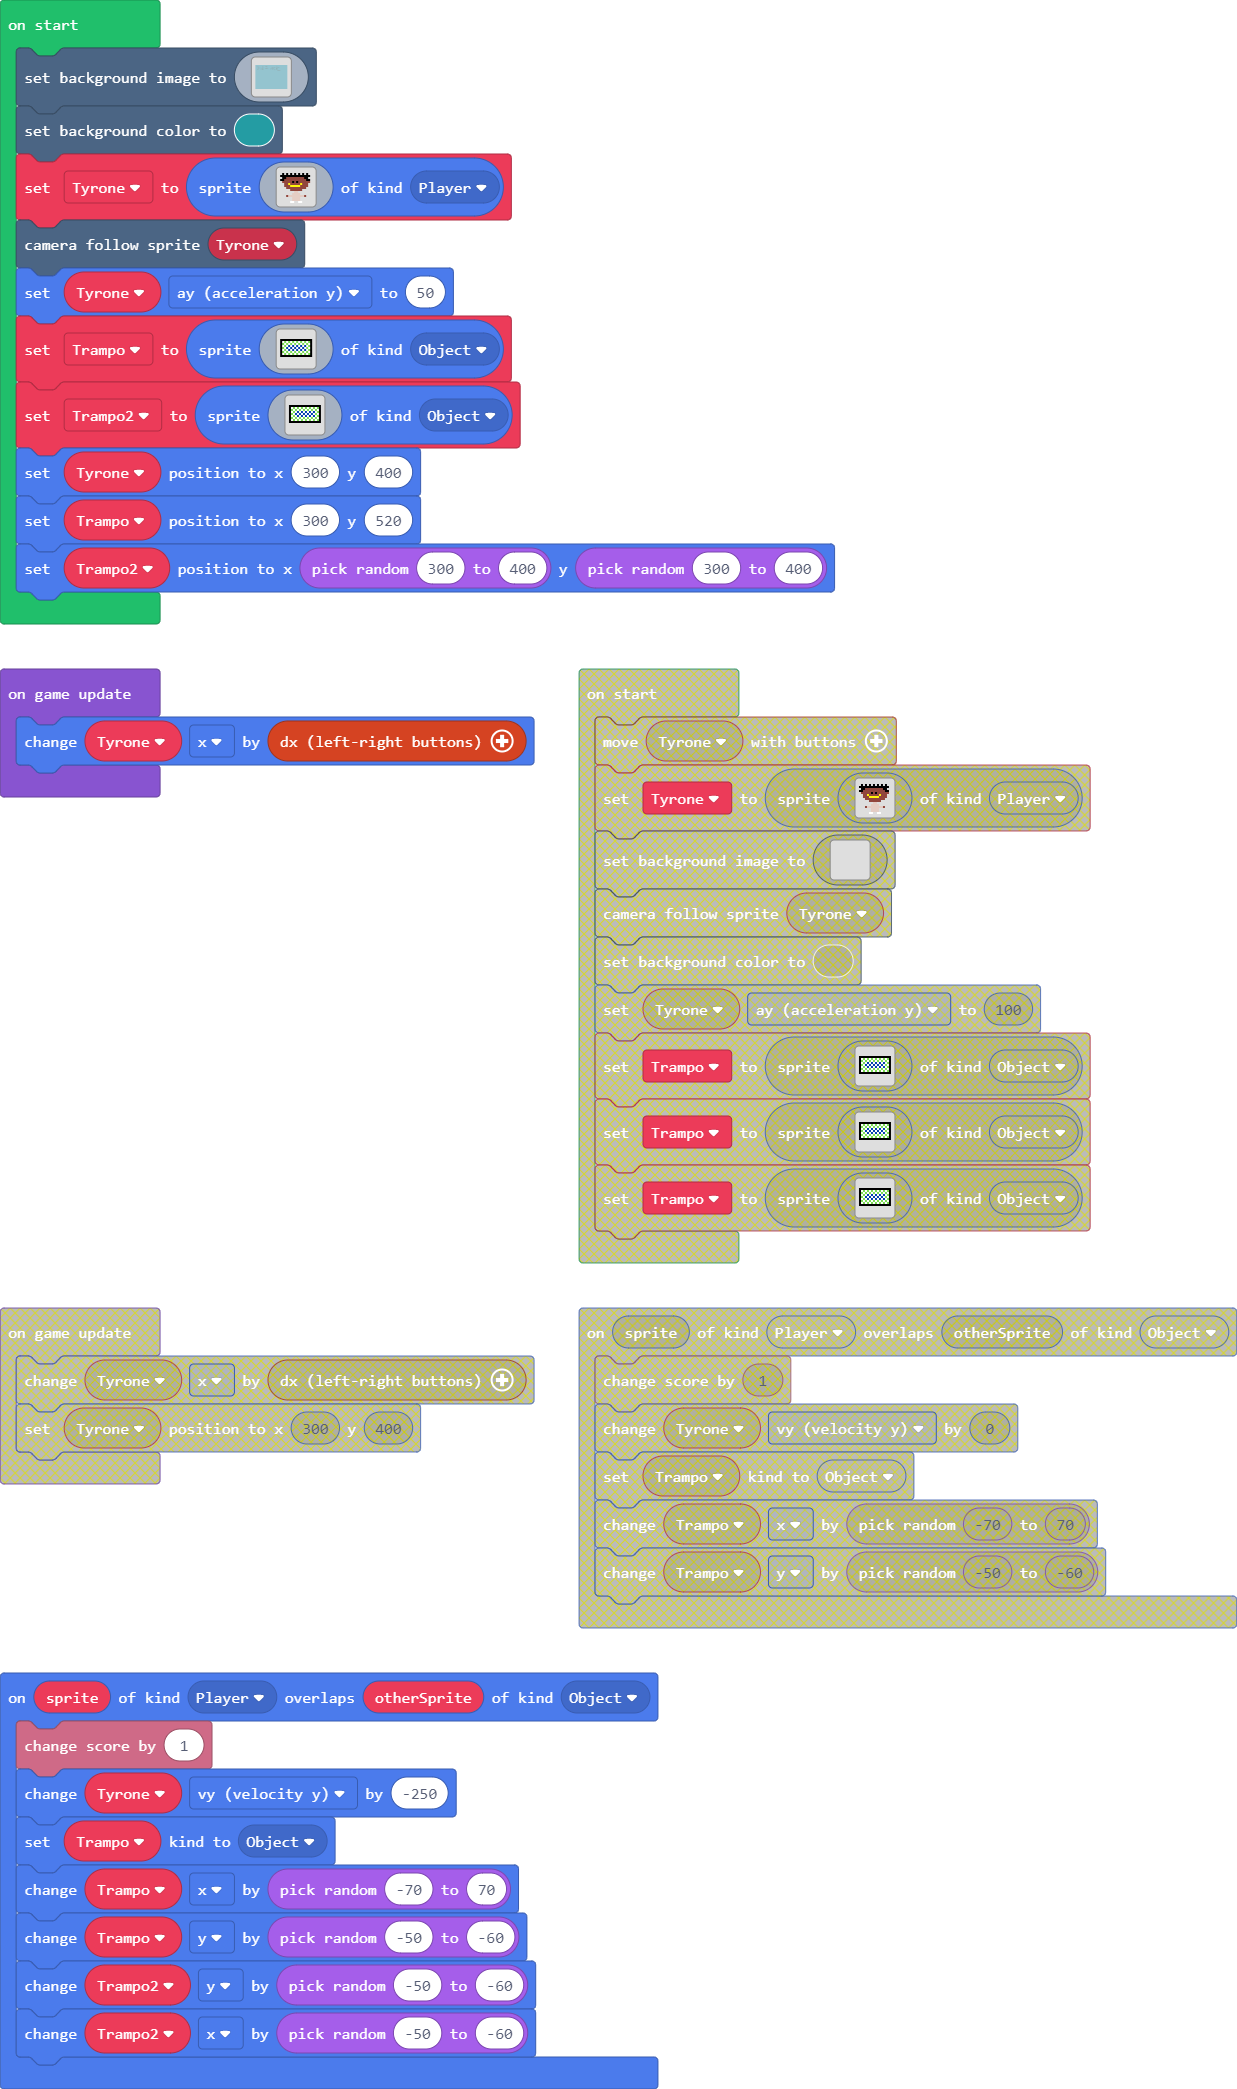 on start
set background image to
set background color to
set Tyrone to sprite of kind Player
camera follow sprite Tyrone
set Tyrone ay (acceleration y) to 50
set Trampo to sprite of kind Object
set Trampo2 to sprite of kind Object
set Tyrone position to x 300 y 400
set Trampo position to x 300 y 520
set Trampo2 position to x pick random 300 to 400 y pick random 300 to 400
on game update
change Tyrone x by dx (left-right buttons)
on start
move Tyrone with buttons
set Tyrone to sprite of kind Player
set background image to
camera follow sprite Tyrone
set background color to
set Tyrone ay (acceleration y) to 100
set Trampo to sprite of kind Object
set Trampo to sprite of kind Object
set Trampo to sprite of kind Object
on game update
change Tyrone x by dx (left-right buttons)
set Tyrone position to x 300 y 400
on sprite of kind Player overlaps otherSprite of kind Object
change score by 1
change Tyrone vy (velocity y) by 0
set Trampo kind to Object
change Trampo x by pick random -70 to 70
change Trampo y by pick random -50 to -60
on sprite of kind Player overlaps otherSprite of kind Object
change score by 1
change Tyrone vy (velocity y) by -250
set Trampo kind to Object
change Trampo x by pick random -70 to 70
change Trampo y by pick random -50 to -60
change Trampo2 y by pick random -50 to -60
change Trampo2 x by pick random -50 to -60